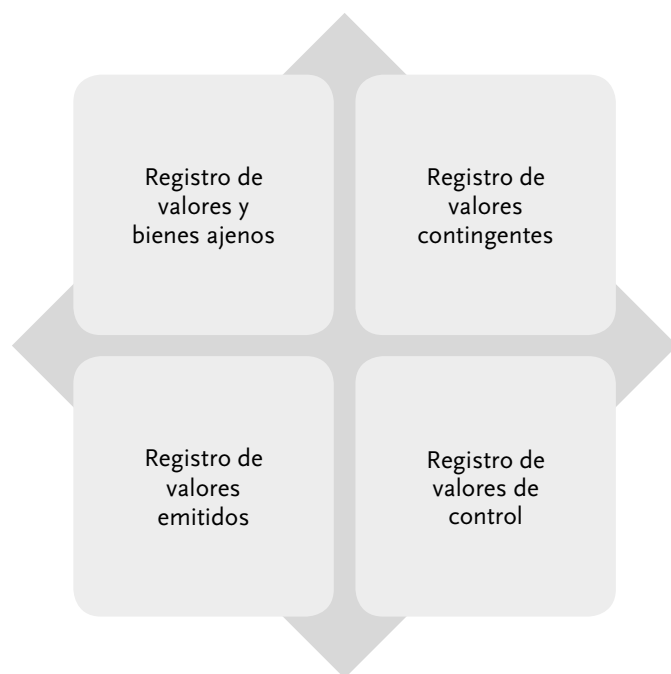 Registro de
valores y
bienes ajenos
Registro de
valores
contingentes
Registro de
valores
emitidos
Registro de
valores de
control